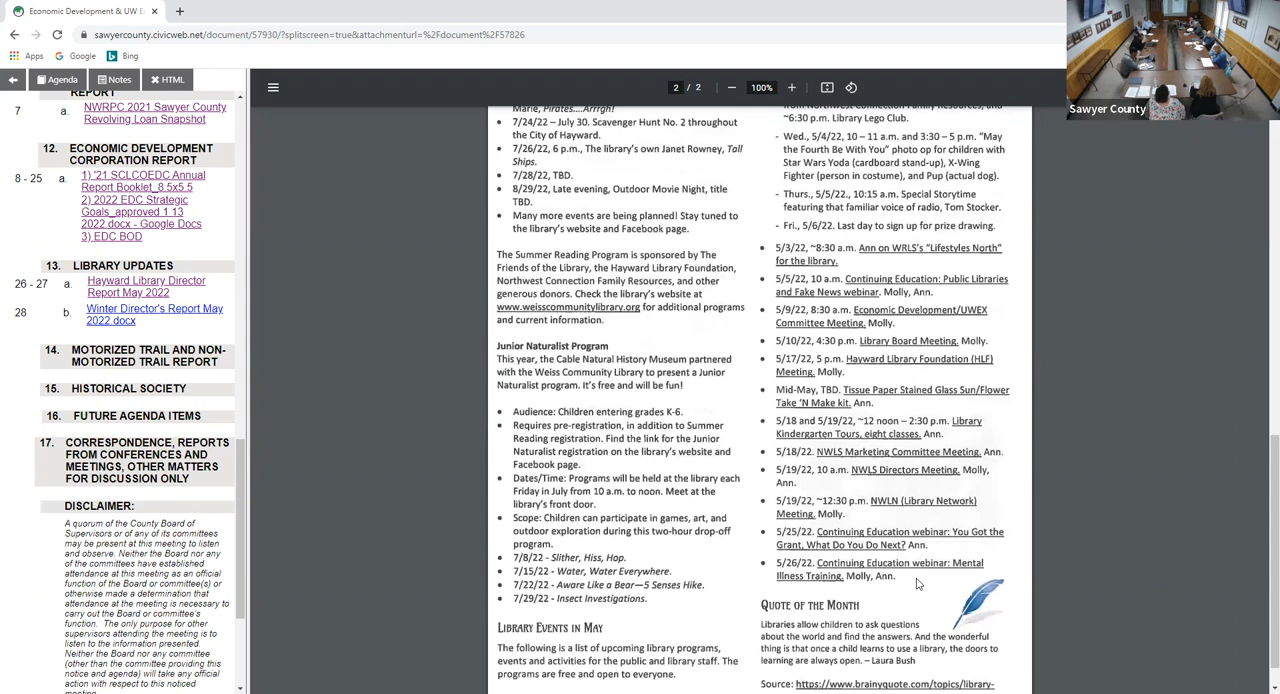 Economic Development & UW E
sawyercounty.civicweb.net/document/57930/?splitscreen=true&attachmenturl=%2Fdocument%2F57826
Apps
Google
Bing
Agenda
Notes
HTML
REPORT
7 a. NWRPC 2021 Sawyer County
Revolving Loan Snapshot
12. ECONOMIC DEVELOPMENT
CORPORATION REPORT
8 - 25 a. 1) '21 SCLCOEDC Annual
Report Booklet_8.5x5 5
2) 2022 EDC Strategic
Goals_approved 1 13
2022.docx - Google Docs
3) EDC BOD
13. LIBRARY UPDATES
26 - 27 a. Hayward Library Director
Report May 2022
28 b. Winter Director's Report May
2022.docx
14. MOTORIZED TRAIL AND NON-
MOTORIZED TRAIL REPORT
15. HISTORICAL SOCIETY
16. FUTURE AGENDA ITEMS
17. CORRESPONDENCE, REPORTS
FROM CONFERENCES AND
MEETINGS, OTHER MATTERS
FOR DISCUSSION ONLY
DISCLAIMER:
A quorum of the County Board of
Supervisors or of any of its committees
may be present at this meeting to listen
and observe. Neither the Board nor any
of the committees have established
attendance at this meeting as an official
function of the Board or committee(s) or
otherwise made a determination that
attendance at the meeting is necessary to
carry out the Board or committee's
function. The only purpose for other
supervisors attending the meeting is to
listen to the information presented.
Neither the Board nor any committee
(other than the committee providing this
notice and agenda) will take any official
action with respect to this noticed
meeting.
2 / 2
100%
Marie, Pirates....Arrrgh!
• 7/24/22 – July 30. Scavenger Hunt No. 2 throughout
the City of Hayward.
• 7/26/22, 6 p.m., The library's own Janet Rowney, Tall
Ships.
• 7/28/22, TBD.
• 8/29/22, Late evening, Outdoor Movie Night, title
TBD.
• Many more events are being planned! Stay tuned to
the library's website and Facebook page.
The Summer Reading Program is sponsored by The
Friends of the Library, the Hayward Library Foundation,
Northwest Connection Family Resources, and other
generous donors. Check the library's website at
www.weisscommunitylibrary.org for additional programs
and current information.
Junior Naturalist Program
This year, the Cable Natural History Museum partnered
with the Weiss Community Library to present a Junior
Naturalist program. It's free and will be fun!
• Audience: Children entering grades K-6.
• Requires pre-registration, in addition to Summer
Reading registration. Find the link for the Junior
Naturalist registration on the library's website and
Facebook page.
• Dates/Time: Programs will be held at the library each
Friday in July from 10 a.m. to noon. Meet at the
library's front door.
• Scope: Children can participate in games, art, and
outdoor exploration during this two-hour drop-off
program.
• 7/8/22 - Slither, Hiss, Hop.
• 7/15/22 - Water, Water Everywhere.
• 7/22/22 - Aware Like a Bear—5 Senses Hike.
• 7/29/22 - Insect Investigations.
LIBRARY EVENTS IN MAY
The following is a list of upcoming library programs,
events and activities for the public and library staff. The
programs are free and open to everyone.
from Northwest Connection Family Resources, and
~6:30 p.m. Library Lego Club.
- Wed., 5/4/22, 10 – 11 a.m. and 3:30 – 5 p.m. "May
the Fourth Be With You" photo op for children with
Star Wars Yoda (cardboard stand-up), X-Wing
Fighter (person in costume), and Pup (actual dog).
- Thurs., 5/5/22., 10:15 a.m. Special Storytime
featuring that familiar voice of radio, Tom Stocker.
- Fri., 5/6/22. Last day to sign up for prize drawing.
• 5/3/22, ~8:30 a.m. Ann on WRLS's "Lifestyles North"
for the library.
• 5/5/22, 10 a.m. Continuing Education: Public Libraries
and Fake News webinar. Molly, Ann.
• 5/9/22, 8:30 a.m. Economic Development/UWEX
Committee Meeting. Molly.
• 5/10/22, 4:30 p.m. Library Board Meeting. Molly.
• 5/17/22, 5 p.m. Hayward Library Foundation (HLF)
Meeting. Molly.
• Mid-May, TBD. Tissue Paper Stained Glass Sun/Flower
Take 'N Make kit. Ann.
• 5/18 and 5/19/22, ~12 noon – 2:30 p.m. Library
Kindergarten Tours, eight classes. Ann.
• 5/18/22. NWLS Marketing Committee Meeting. Ann.
• 5/19/22, 10 a.m. NWLS Directors Meeting. Molly,
Ann.
• 5/19/22, ~12:30 p.m. NWLN (Library Network)
Meeting. Molly.
• 5/25/22. Continuing Education webinar: You Got the
Grant, What Do You Do Next? Ann.
• 5/26/22. Continuing Education webinar: Mental
Illness Training. Molly, Ann.
QUOTE OF THE MONTH
Libraries allow children to ask questions
about the world and find the answers. And the wonderful
thing is that once a child learns to use a library, the doors to
learning are always open. – Laura Bush
Source: https://www.brainyquote.com/topics/library-
Sawyer County